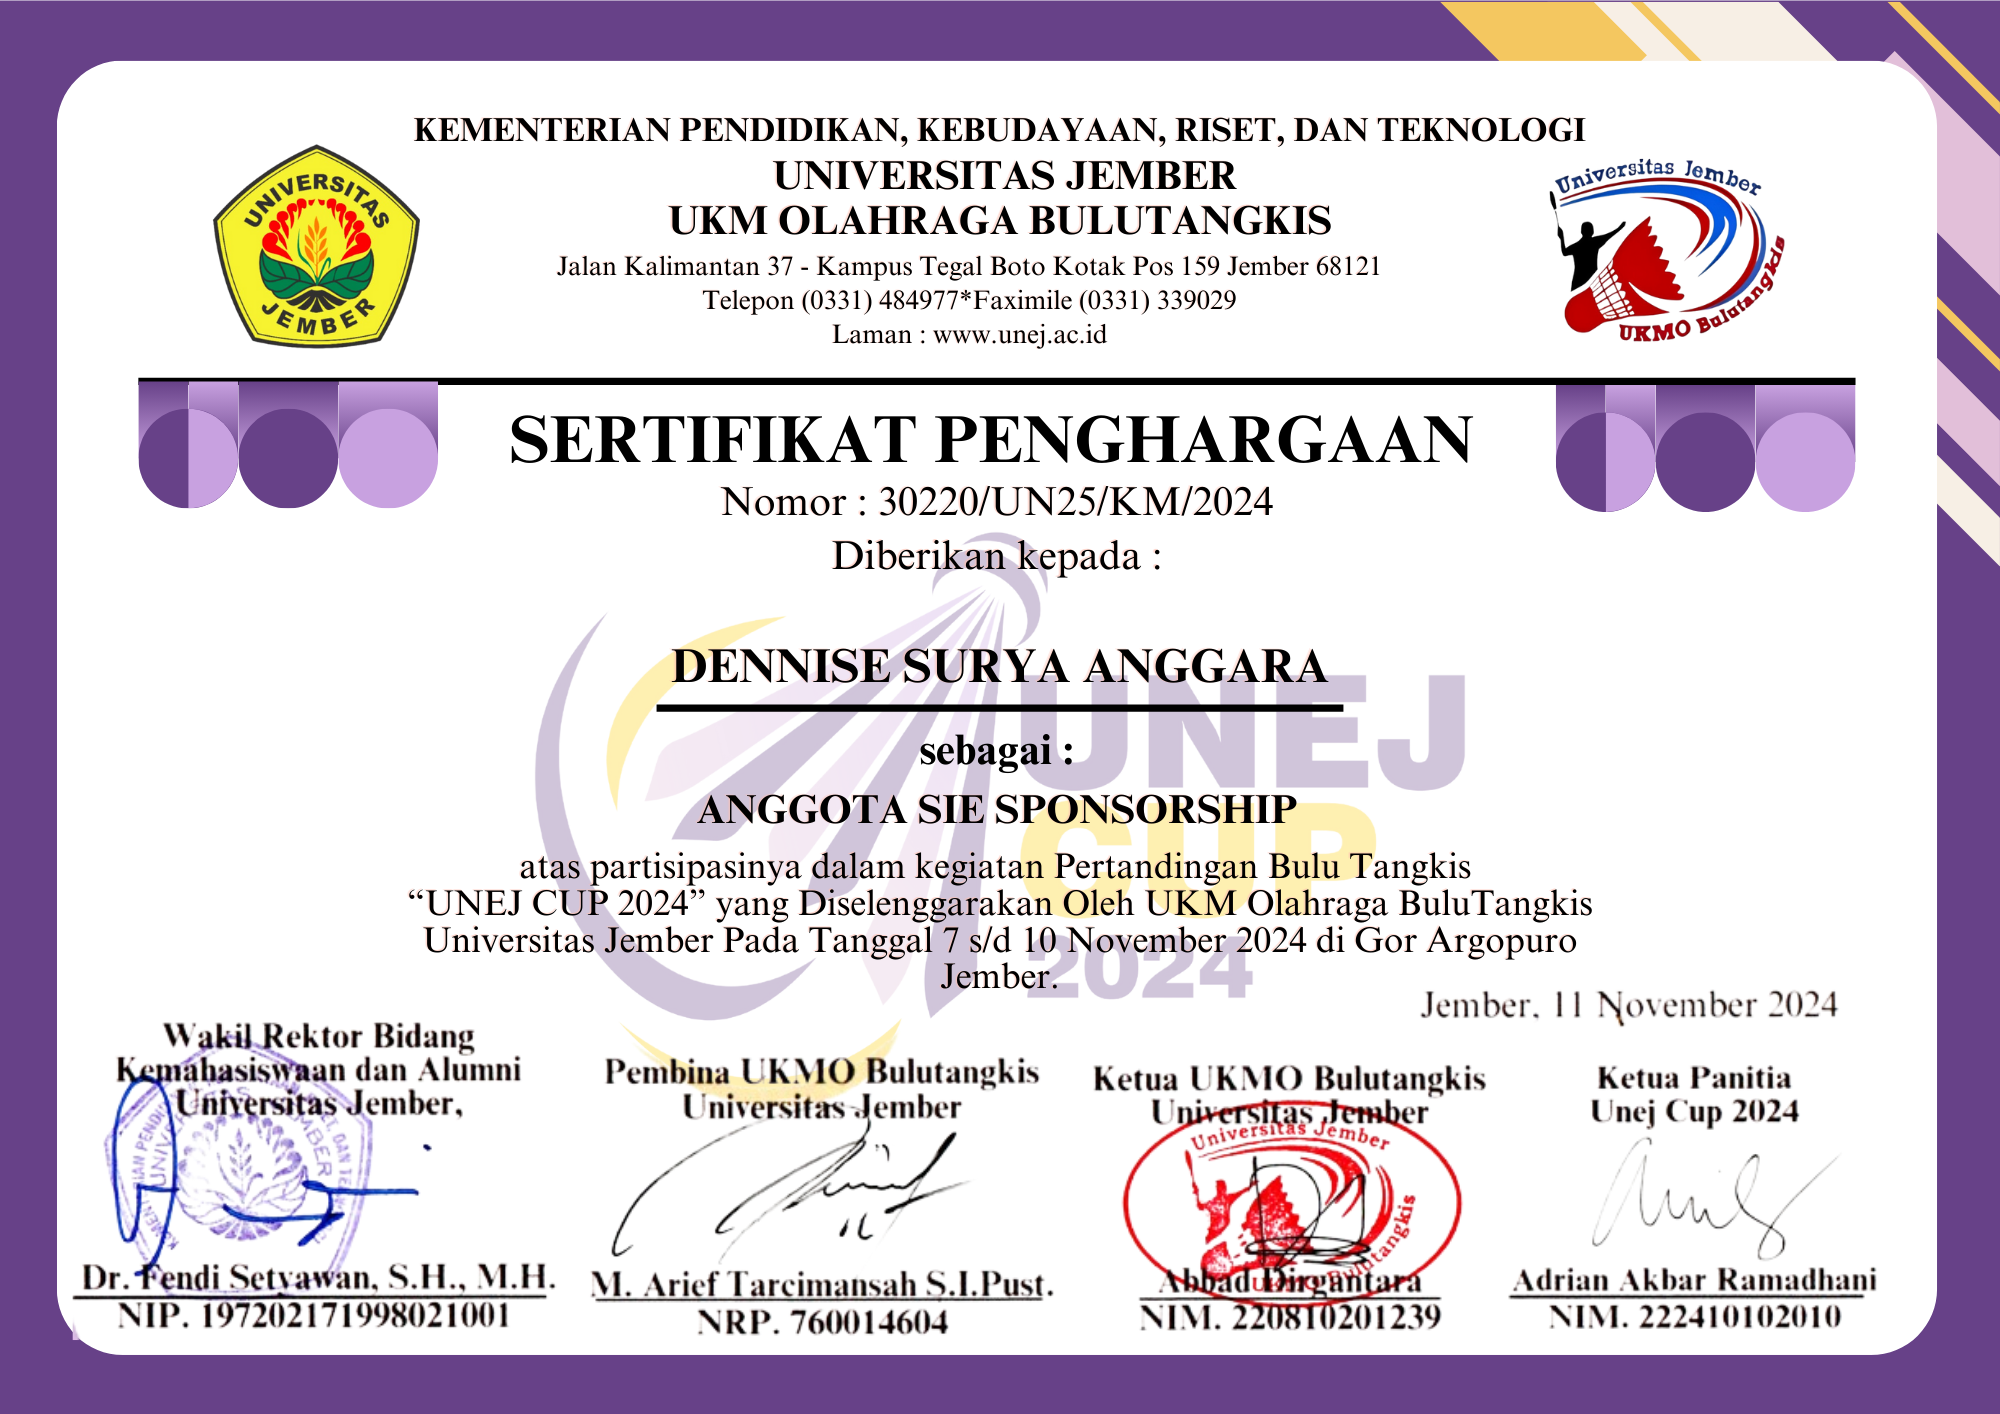 KEMENTERIAN PENDIDIKAN, KEBUDAYAAN, RISET, DAN TEKNOLOGI
UNIVERSITAS JEMBER
UKM OLAHRAGA BULUTANGKIS
Jalan Kalimantan 37 - Kampus Tegal Boto Kotak Pos 159 Jember 68121
Telepon (0331) 484977*Faximile (0331) 339029
Laman : www.unej.ac.id
UNIVERSITAS
JEMBER
Universitas Jember
UKMO Bulutangkis
SERTIFIKAT PENGHARGAAN
Nomor : 30220/UN25/KM/2024
Diberikan kepada :
DENNISE SURYA ANGGARA
sebagai :
ANGGOTA SIE SPONSORSHIP
atas partisipasinya dalam kegiatan Pertandingan Bulu Tangkis
“UNEJ CUP 2024” yang Diselenggarakan Oleh UKM Olahraga BuluTangkis
Universitas Jember Pada Tanggal 7 s/d 10 November 2024 di Gor Argopuro
Jember.
UNEJ
CUP
2024
Jember, 11 November 2024
Wakil Rektor Bidang
Kemahasiswaan dan Alumni
Universitas Jember,
Dr. Fendi Setyawan, S.H., M.H.
NIP. 197202171998021001
Pembina UKMO Bulutangkis
Universitas Jember
M. Arief Tarcimansah S.I.Pust.
NRP. 760014604
Ketua UKMO Bulutangkis
Universitas Jember
Universitas Jember
Abbad Dirgantara
NIM. 220810201239
Ketua Panitia
Unej Cup 2024
Adrian Akbar Ramadhani
NIM. 222410102010